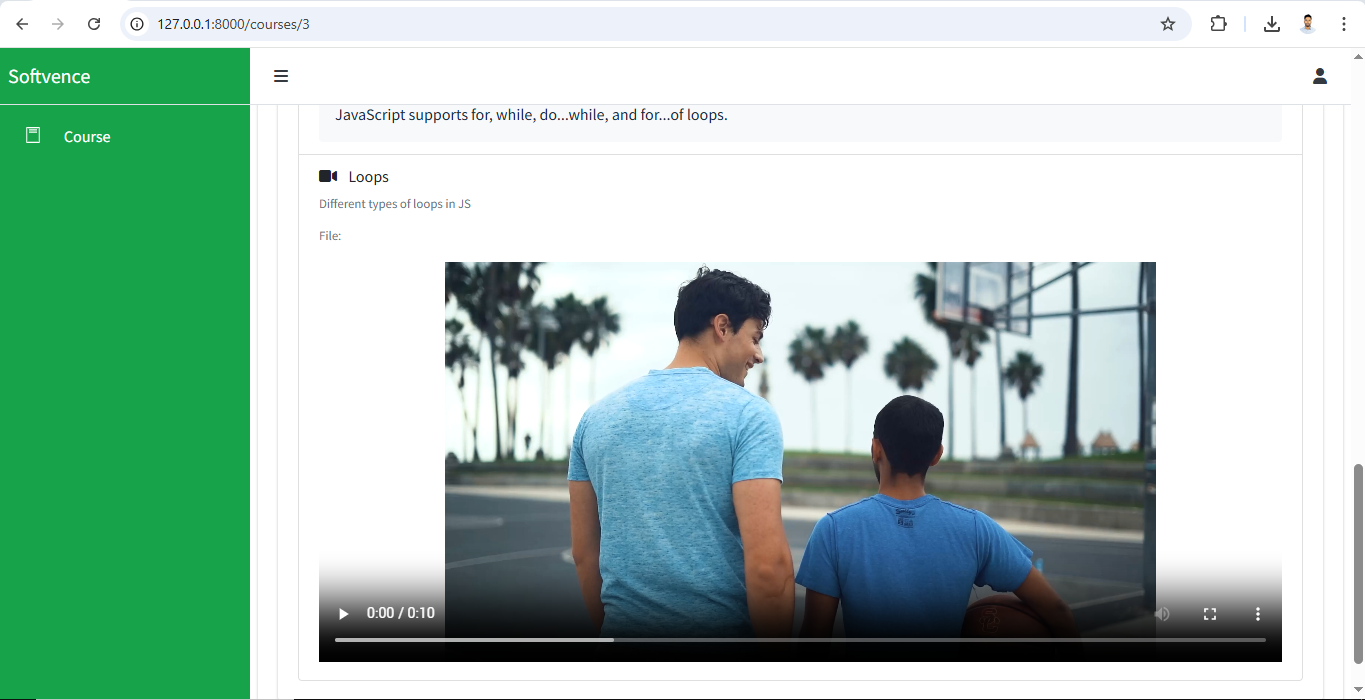 127.0.0.1:8000/courses/3
Softvence
Course
JavaScript supports for, while, do...while, and for...of loops.
Loops
Different types of loops in JS
File:
0:00 / 0:10